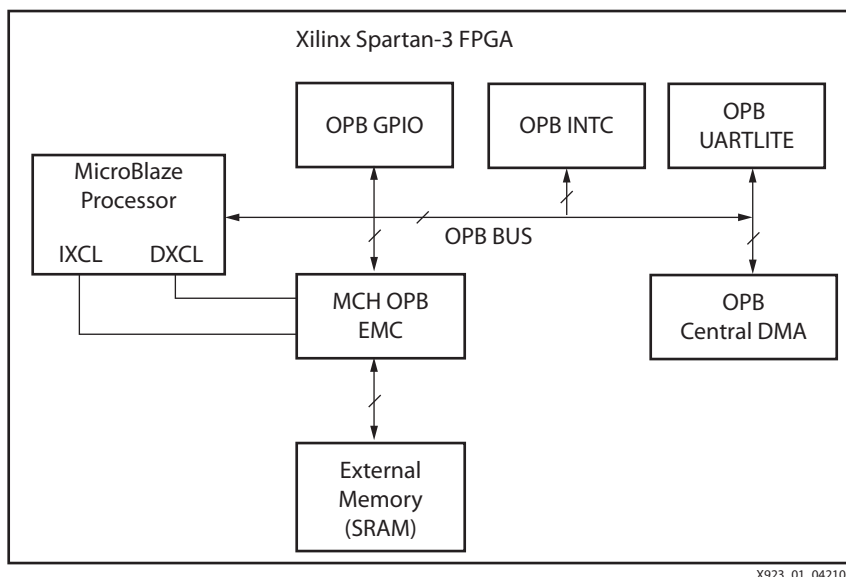 Xilinx Spartan-3 FPGA
OPB GPIO
OPB INTC
OPB
UARTLITE
MicroBlaze
Processor
IXCL DXCL
OPB BUS
MCH OPB
EMC
OPB
Central DMA
External
Memory
(SRAM)
X923_01_04210